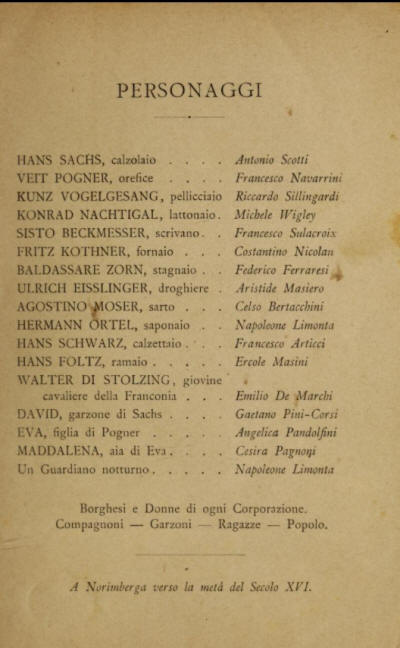 PERSONAGGI
HANS SACHS, calzolaio . . . . Antonio Scotti
VEIT POGNER, orefice . . . . Francesco Navarrini
KUNZ VOGELGESANG, pellicciaio Riccardo Sillingardi
KONRAD NACHTIGAL, lattonaio . Michele Wigley
SISTO BECKMESSER, scrivano . . Francesco Sulacroix
FRITZ KOTHNER, fornaio . . . Costantino Nicolau
BALDASSARE ZORN, stagnaio . . Federico Ferraresi
ULRICH EISSLINGER, droghiere . Aristide Masiero
AGOSTINO MOSER, sarto . . . Celso Bertacchini
HERMANN ORTEL, saponaio . . Napoleone Limonta
HANS SCHWARZ, calzettaio . . . Francesco Articci
HANS FOLTZ, ramaio . . . . . Ercole Masini
WALTER DI STOLZING, giovine
cavaliere della Franconia . . . Emilio De Marchi
DAVID, garzone di Sachs . . . . Gaetano Pini-Corsi
EVA, figlia di Pogner . . . . . Angelica Pandolfini
MADDALENA, aia di Eva . . . . Cesira Pagnoni
Un Guardiano notturno . . . . . Napoleone Limonta
Borghesi e Donne di ogni Corporazione.
Compagnoni — Garzoni — Ragazze — Popolo.
A Norimberga verso la metà del Secolo XVI.